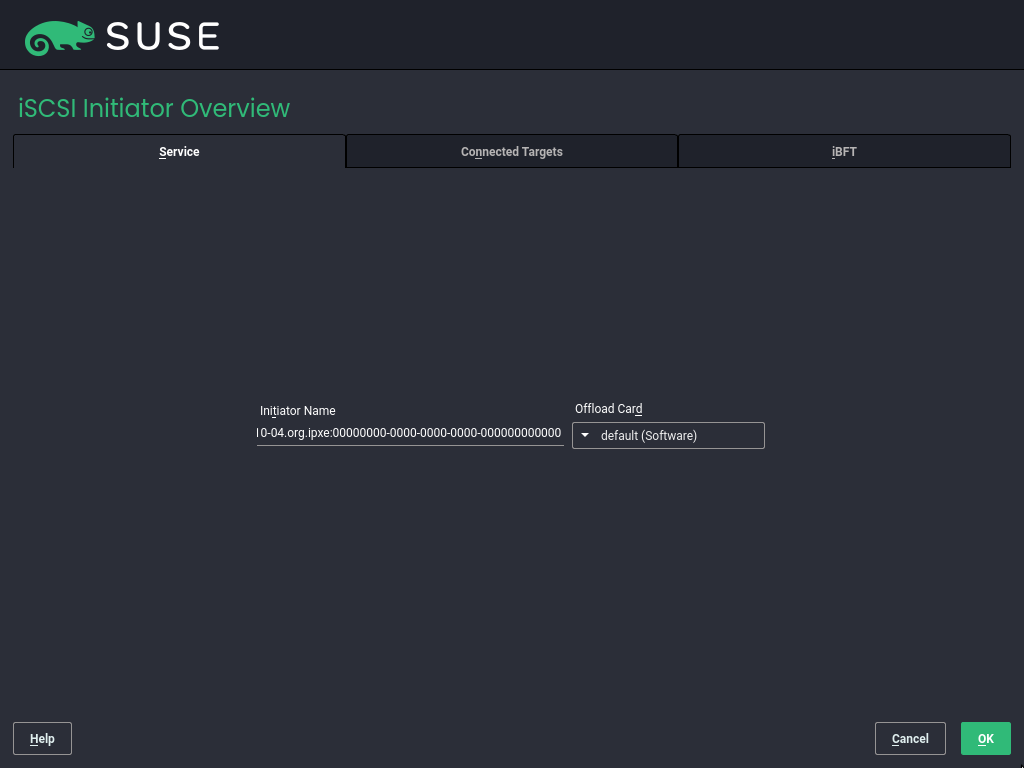 SUSE
iSCSI Initiator Overview
Service
Connected Targets
iBFT
Initiator Name
Offload Card
10-04.org.ipxe:00000000-0000-0000-0000-000000000000
default (Software)
Help
Cancel
OK